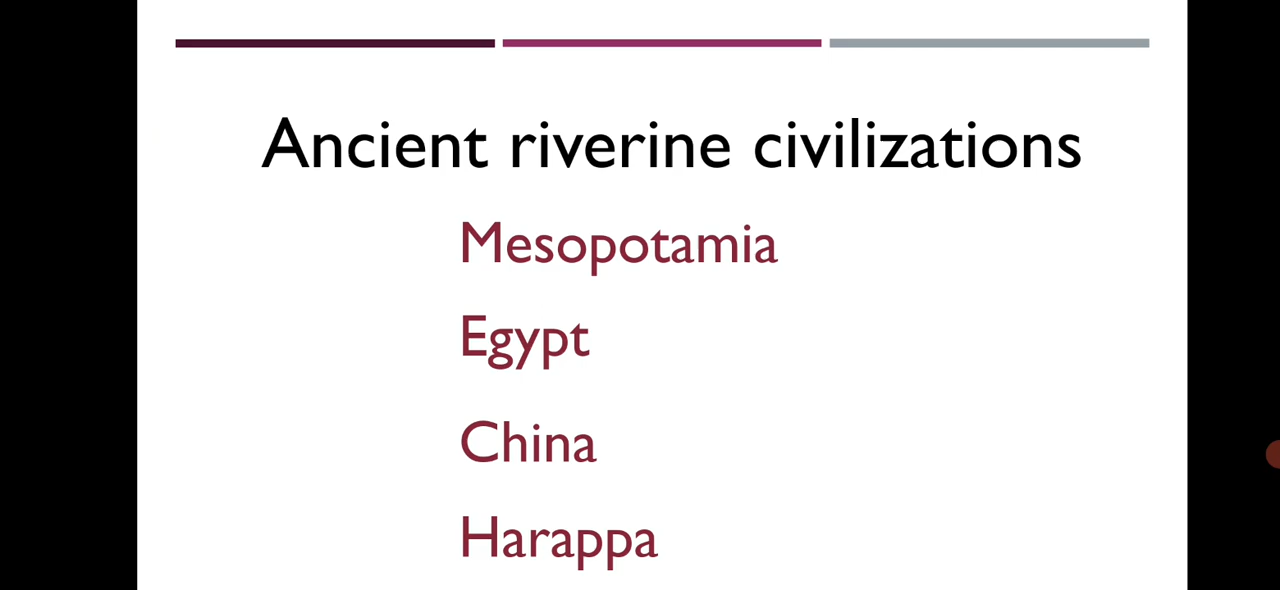 Ancient riverine civilizations
Mesopotamia
Egypt
China
Harappa